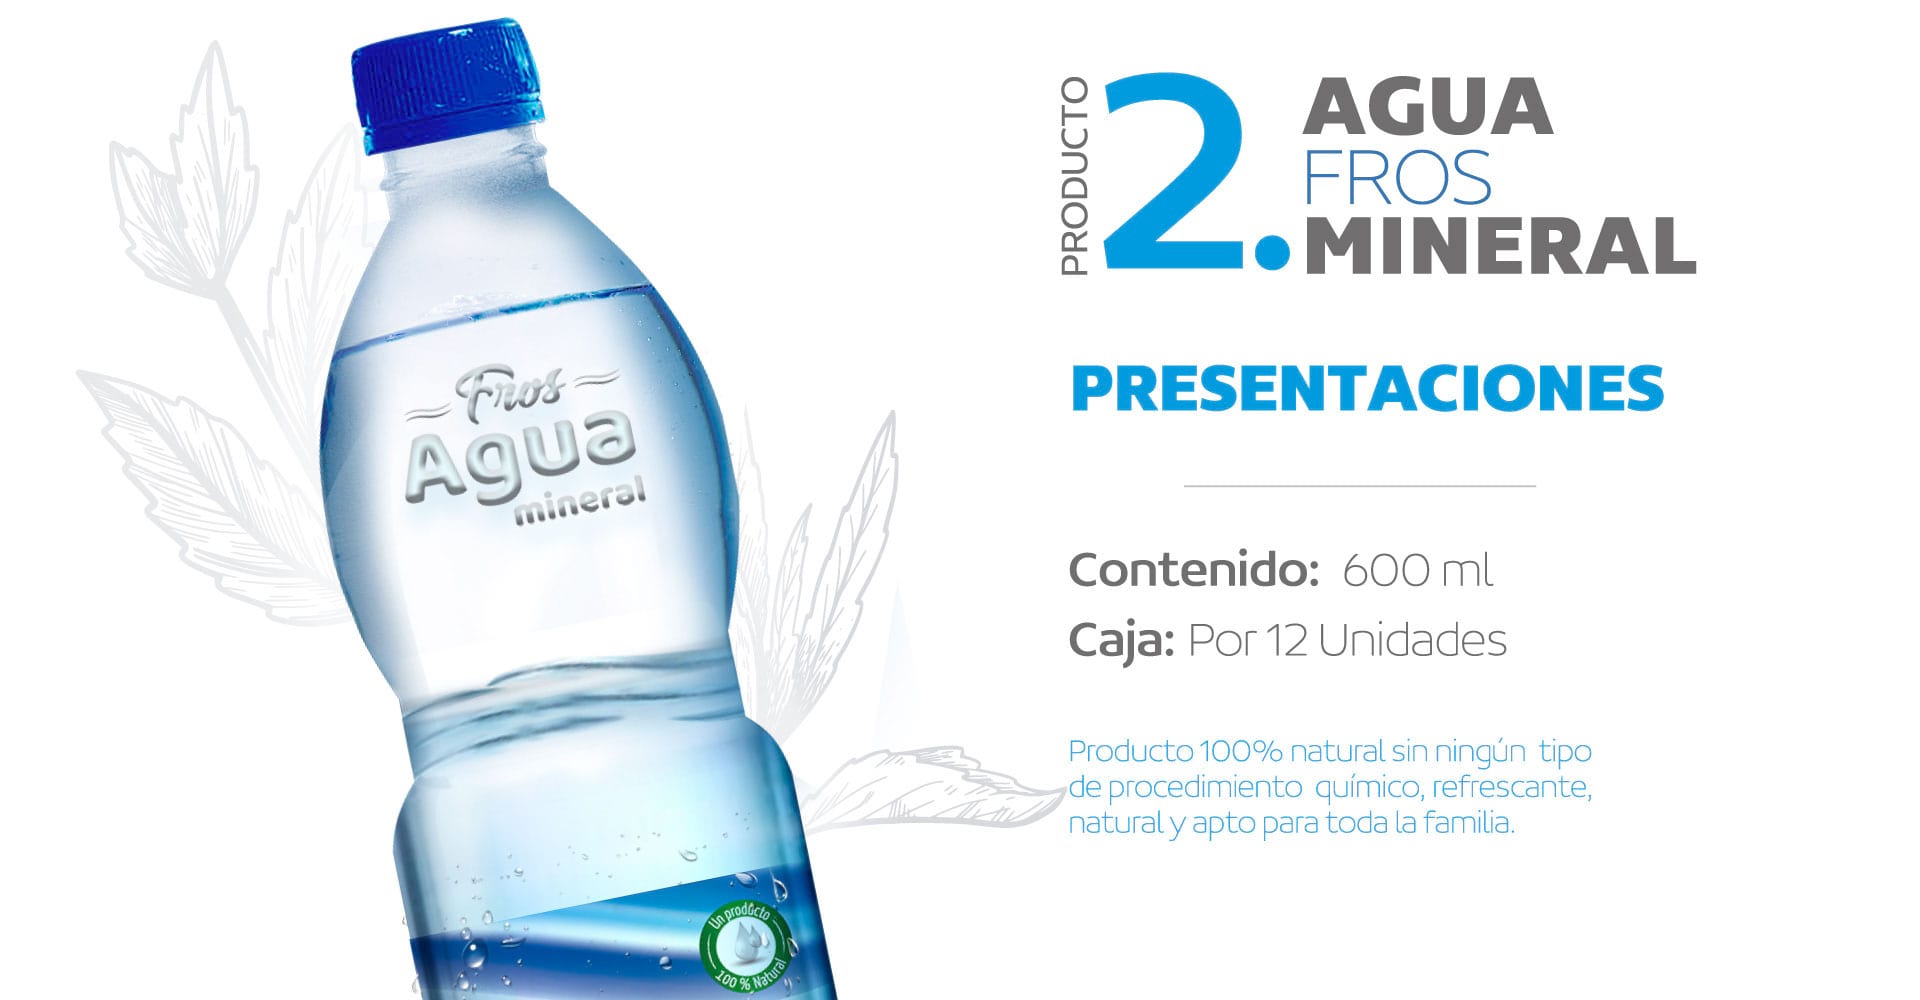 Fros
Agua
mineral
Un producto
100 % Natural
PRODUCTO
2.
AGUA
FROS
MINERAL
PRESENTACIONES
Contenido: 600 ml
Caja: Por 12 Unidades
Producto 100% natural sin ningún tipo
de procedimiento químico, refrescante,
natural y apto para toda la familia.